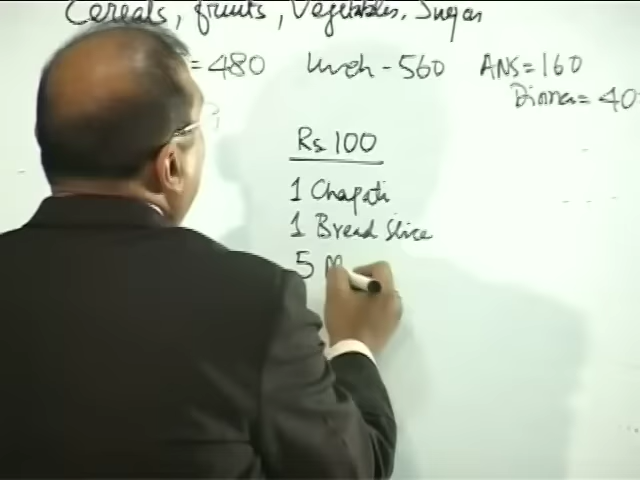 Cereals, fruits, Vegetables, Sugar
= 480 Lunch - 560 ANS = 160
Dinner = 40
Rs 100
1 Chapati
1 Bread Slice
5 M